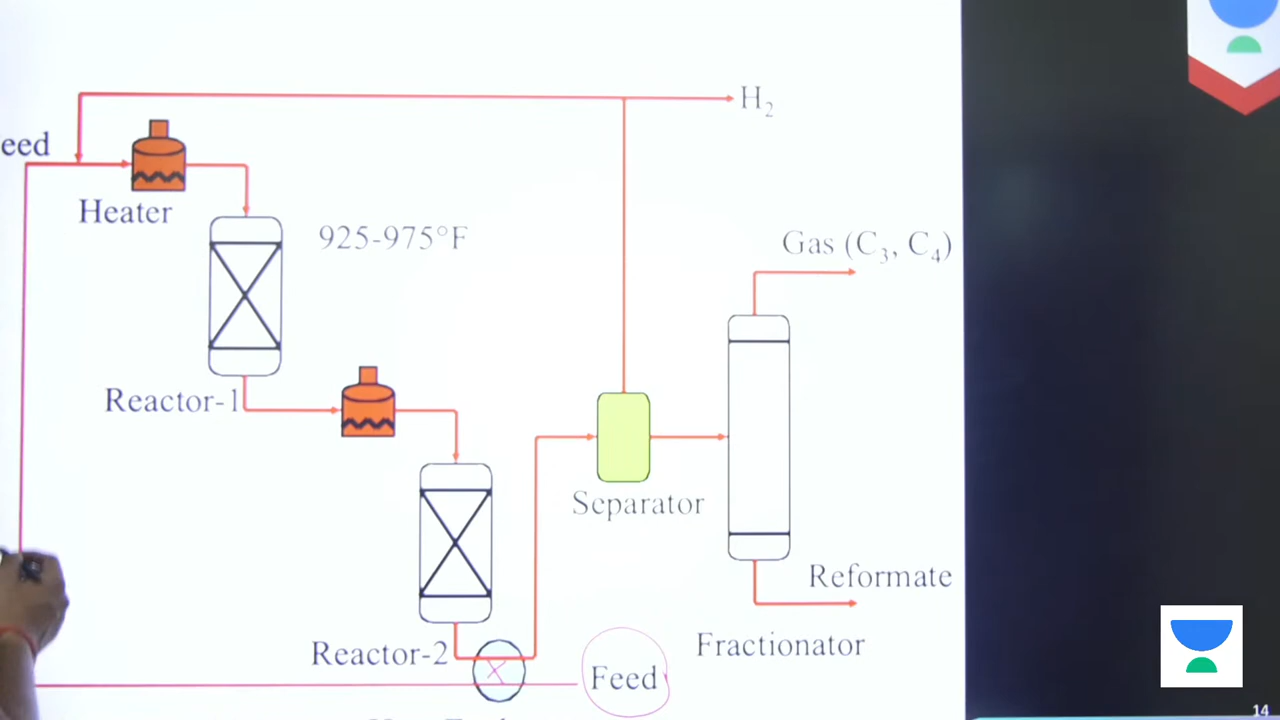 H₂
eed
Heater
925-975°F
Gas (C₃, C₄)
Reactor-1
Separator
Reformate
Reactor-2
Fractionator
Feed
14